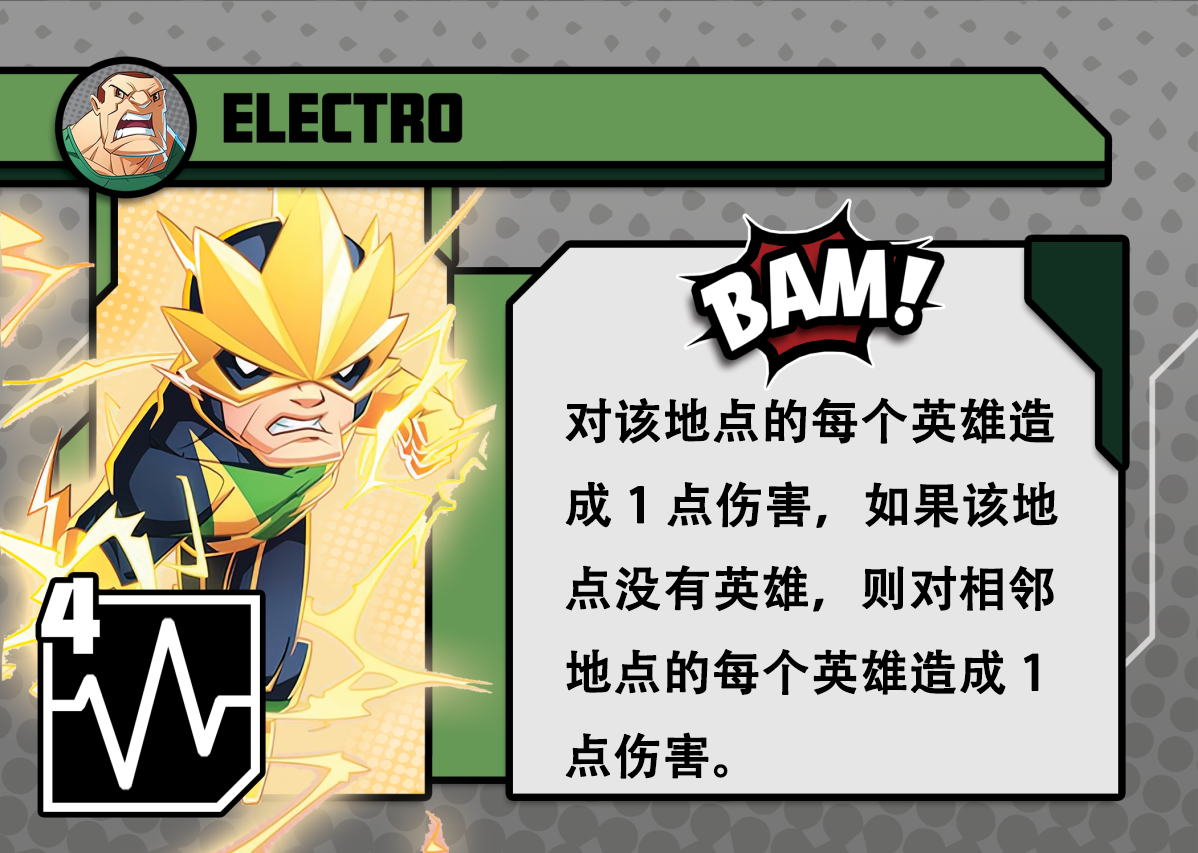 ELECTRO
BAM!
对该地点的每个英雄造
成 1 点伤害，如果该地
点没有英雄，则对相邻
地点的每个英雄造成 1
点伤害。
4